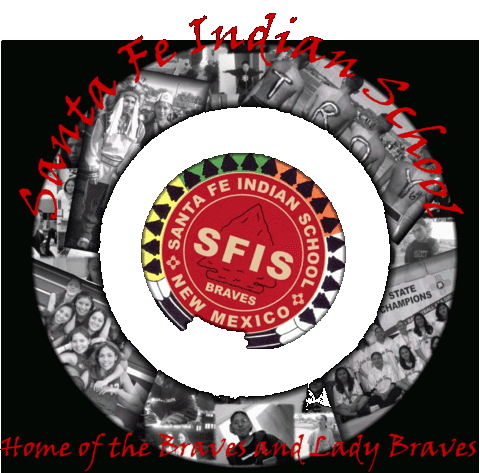 Santa Fe Indian School
SANTA FE INDIAN SCHOOL
SFIS
BRAVES
NEW MEXICO
STATE
CHAMPIONS
Home of the Braves and Lady Braves